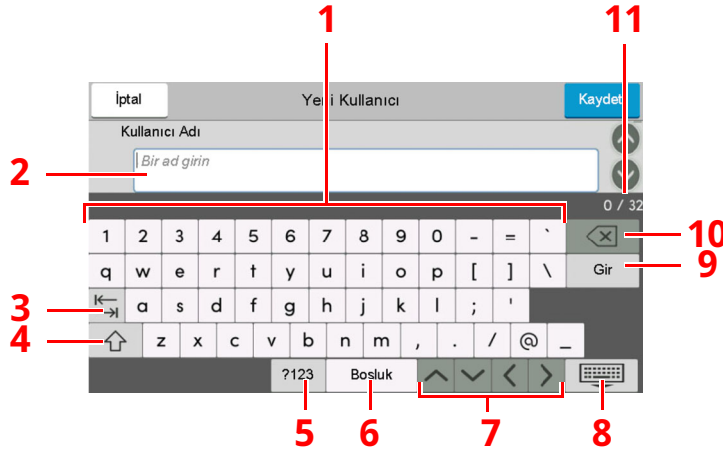 1 11
İptal Yeni Kullanıcı Kaydet
Kullanıcı Adı
2 Bir ad girin
0 / 32
1 2 3 4 5 6 7 8 9 0 - = ` 10
q w e r t y u i o p [ ] \ Gir 9
3 a s d f g h j k l ; '
4 z x c v b n m , . / @ _
?123 Boşluk
5 6 7 8